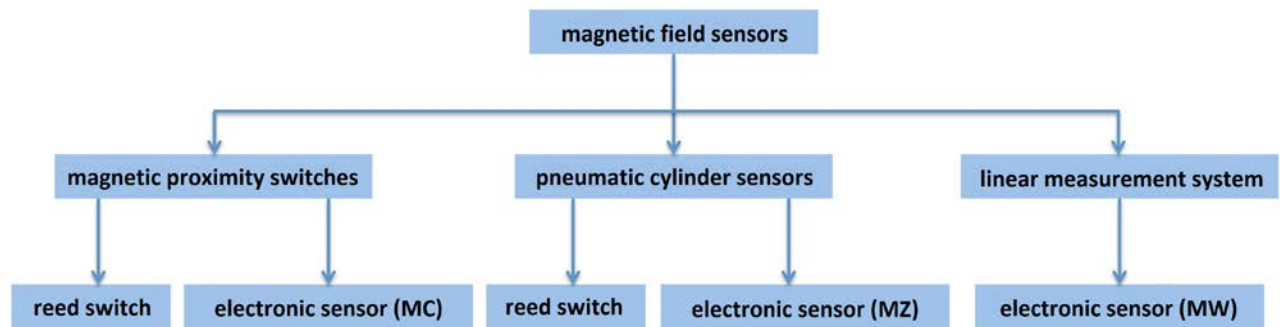 magnetic field sensors
magnetic proximity switches
pneumatic cylinder sensors
linear measurement system
reed switch
electronic sensor (MC)
reed switch
electronic sensor (MZ)
electronic sensor (MW)